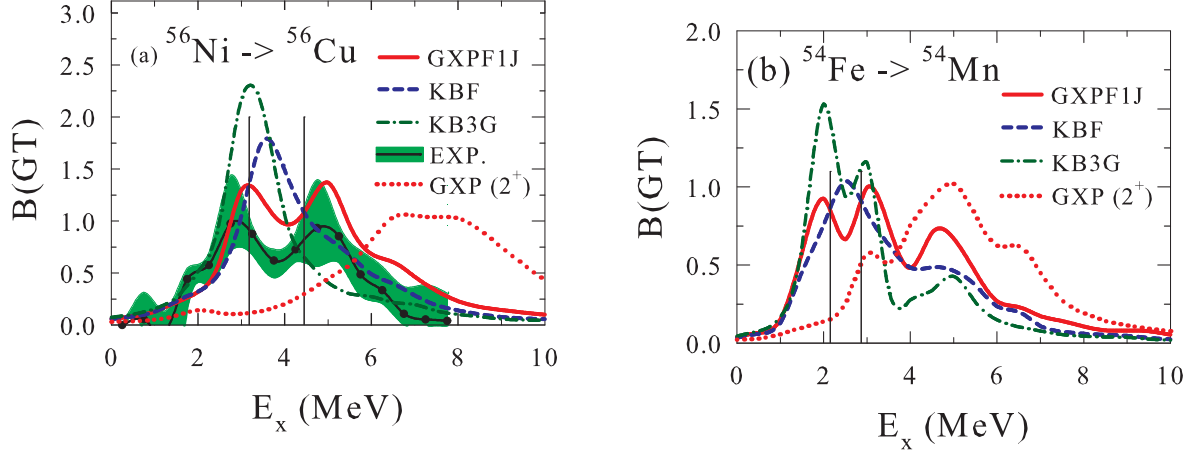 (a) ⁵⁶Ni -> ⁵⁶Cu
GXPF1J
KBF
KB3G
EXP.
GXP (2⁺)
B(GT)
3.0
2.5
2.0
1.5
1.0
0.5
0.0
0 2 4 6 8 10
Eₓ (MeV)
(b) ⁵⁴Fe -> ⁵⁴Mn
GXPF1J
KBF
KB3G
GXP (2⁺)
B(GT)
2.0
1.5
1.0
0.5
0.0
0 2 4 6 8 10
Eₓ (MeV)